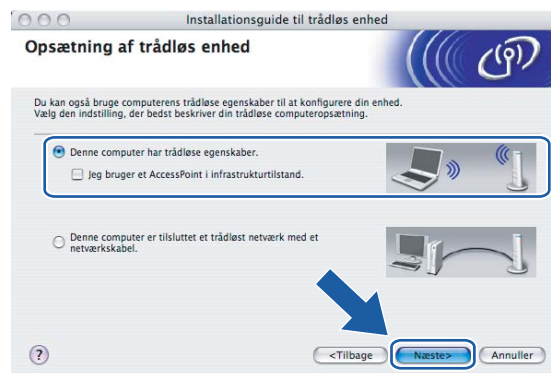 Installationsguide til trådløs enhed
Opsætning af trådløs enhed
Du kan også bruge computerens trådløse egenskaber til at konfigurere din enhed.
Vælg den indstilling, der bedst beskriver din trådløse computeropsætning.
Denne computer har trådløse egenskaber.
Jeg bruger et AccessPoint i infrastrukturtilstand.
Denne computer er tilsluttet et trådløst netværk med et
netværkskabel.
?
<Tilbage
Næste>
Annuller